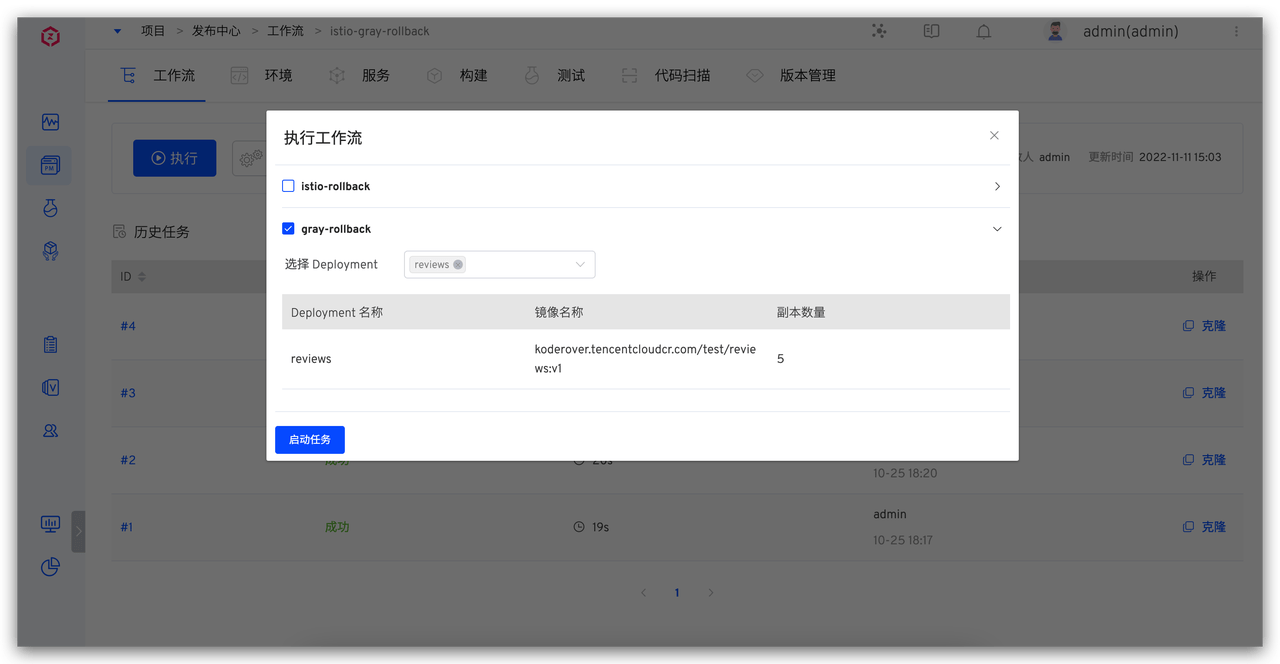 项目 > 发布中心 > 工作流 > istio-gray-rollback
admin(admin)
工作流 环境 服务 构建 测试 代码扫描 版本管理
执行工作流
执行
人 admin 更新时间 2022-11-11 15:03
istio-rollback
gray-rollback
历史任务
选择 Deployment reviews
ID 操作
Deployment 名称 镜像名称 副本数量
#4 克隆
reviews koderover.tencentcloudcr.com/test/revie
ws:v1 5
#3 克隆
启动任务
#2 成功 克隆
10-25 18:20
#1 成功 19s admin 克隆
10-25 18:17
1